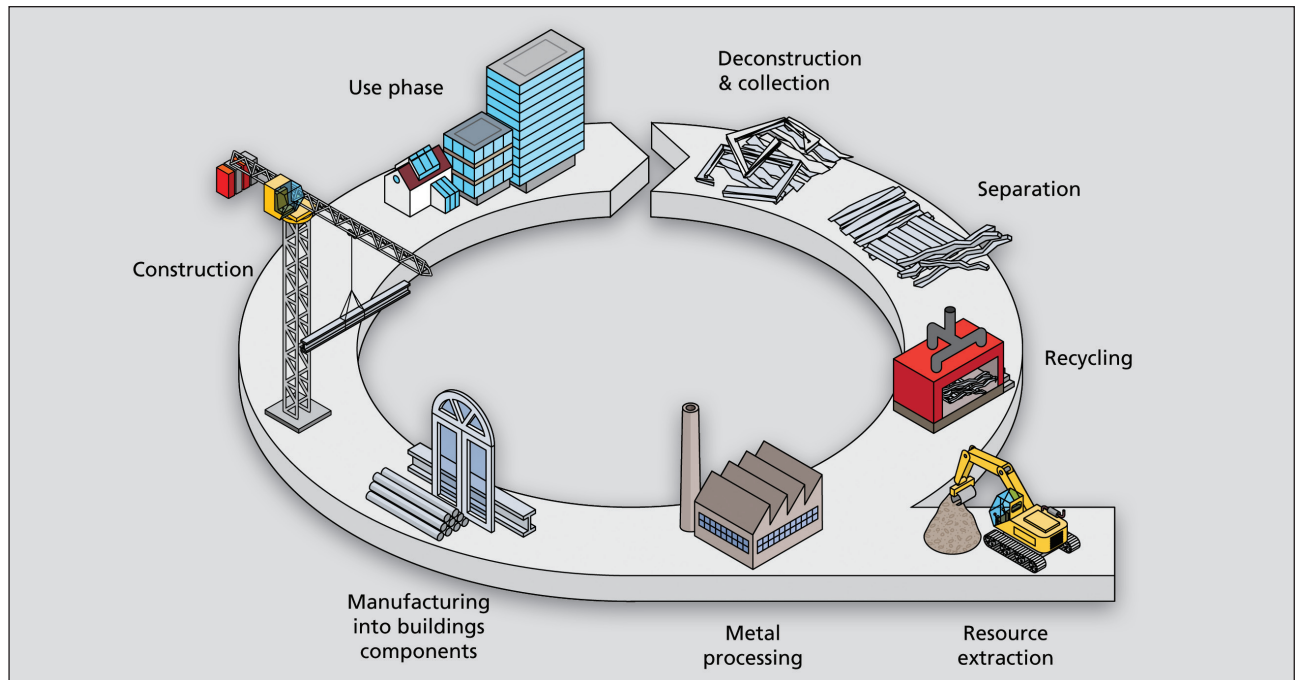 Use phase
Deconstruction
& collection
Separation
Construction
Recycling
Manufacturing
into buildings
components
Metal
processing
Resource
extraction